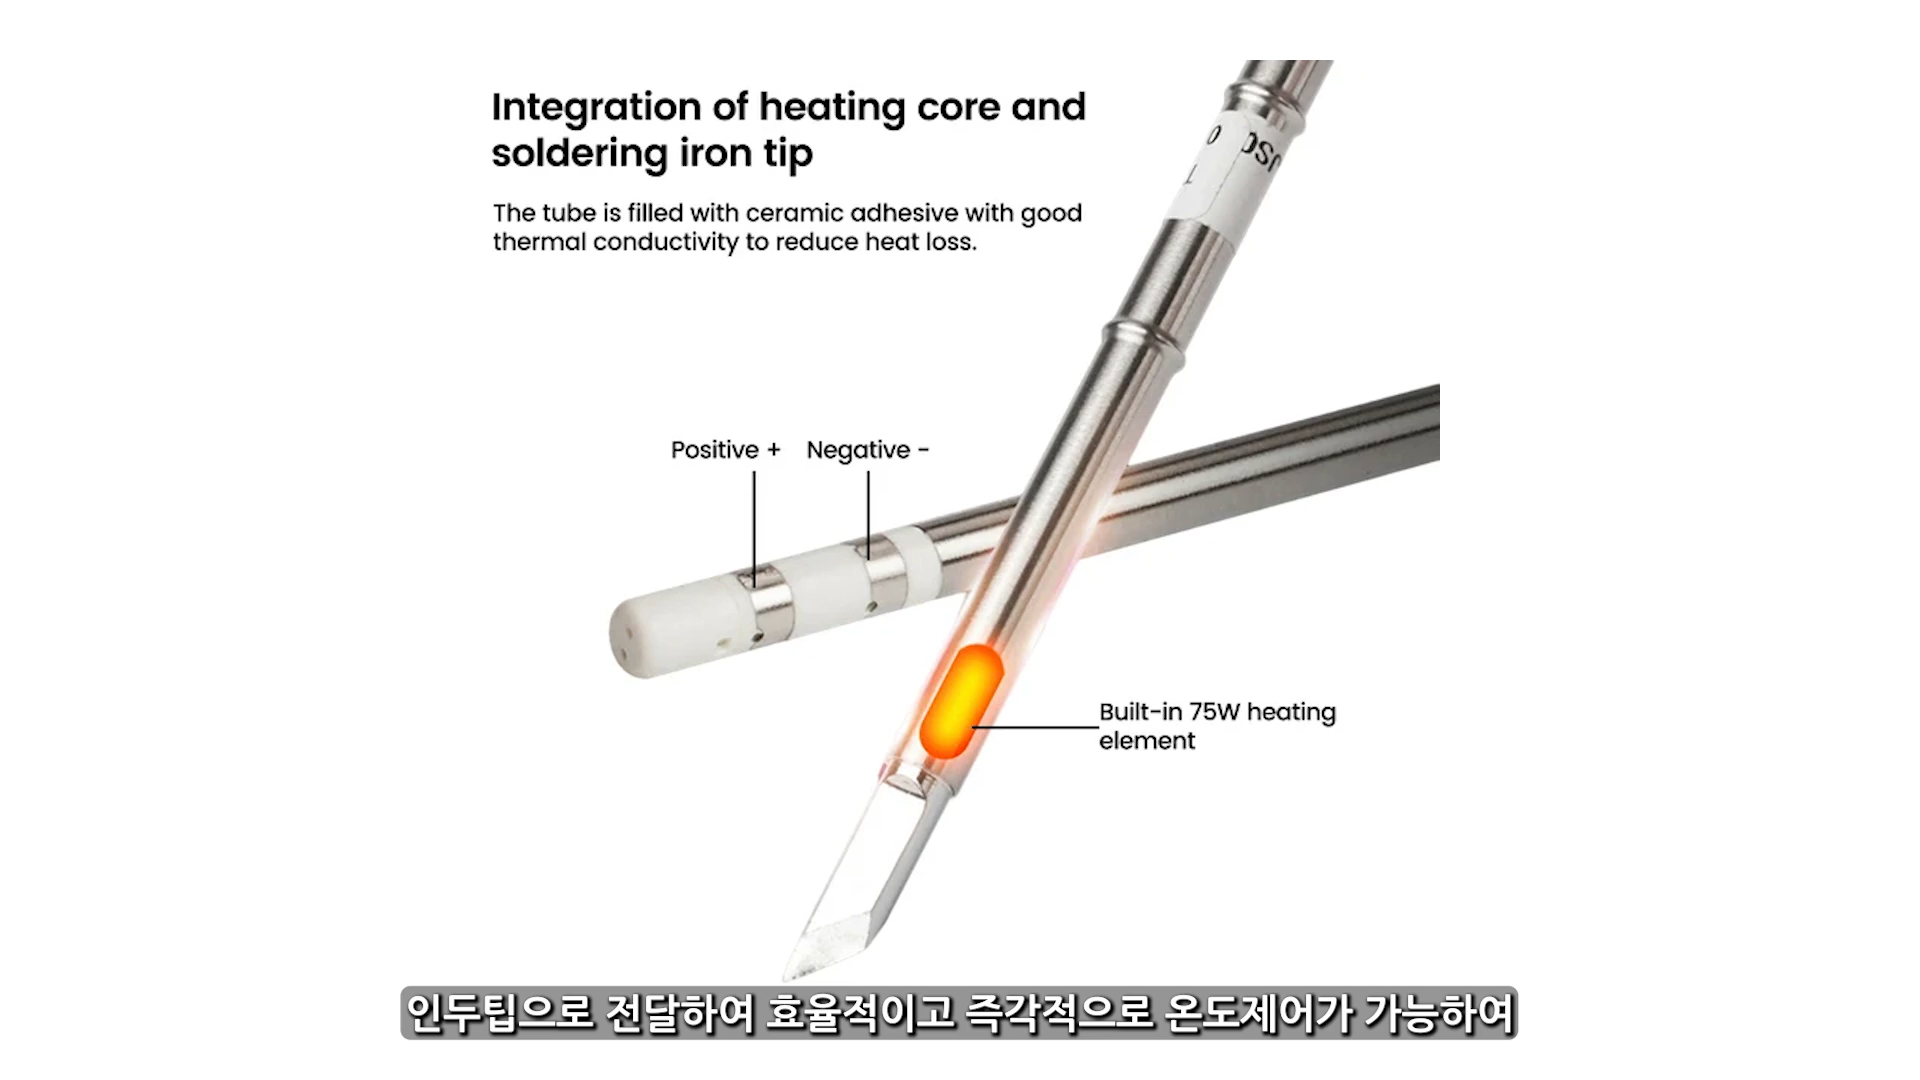 Integration of heating core and
soldering iron tip
The tube is filled with ceramic adhesive with good
thermal conductivity to reduce heat loss.
Positive +
Negative -
Built-in 75W heating
element
인두팁으로 전달하여 효율적이고 즉각적으로 온도제어가 가능하여